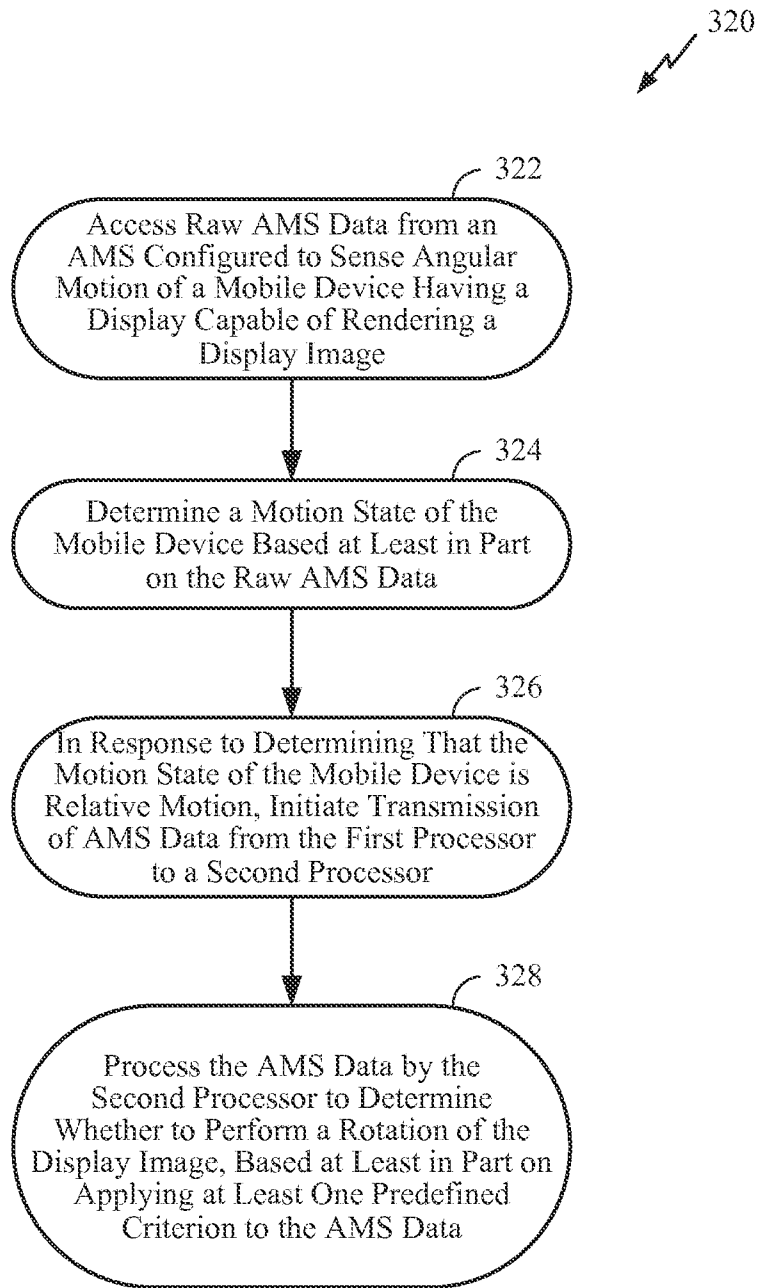 320
322
Access Raw AMS Data from an
AMS Configured to Sense Angular
Motion of a Mobile Device Having a
Display Capable of Rendering a
Display Image
324
Determine a Motion State of the
Mobile Device Based at Least in Part
on the Raw AMS Data
326
In Response to Determining That the
Motion State of the Mobile Device is
Relative Motion, Initiate Transmission
of AMS Data from the First Processor
to a Second Processor
328
Process the AMS Data by the
Second Processor to Determine
Whether to Perform a Rotation of the
Display Image, Based at Least in Part on
Applying at Least One Predefined
Criterion to the AMS Data